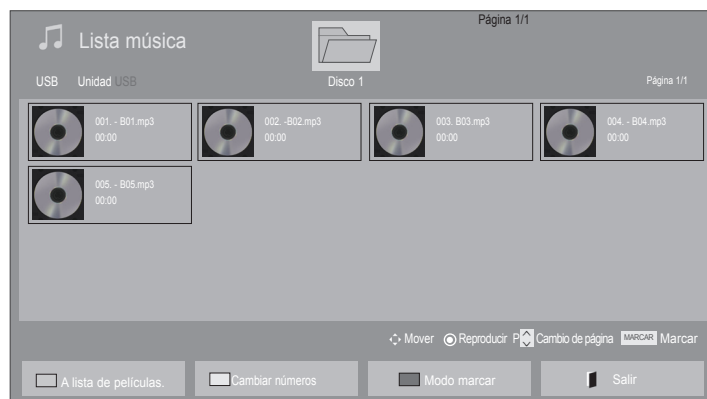 Página 1/1
Lista música
USB Unidad USB
Disco 1
Página 1/1
001. - B01.mp3
00:00
002. -B02.mp3
00:00
003. B03.mp3
00:00
004. - B04.mp3
00:00
005. - B05.mp3
00:00
Mover Reproducir P Cambio de página MARCAR Marcar
A lista de películas. Cambiar números Modo marcar Salir